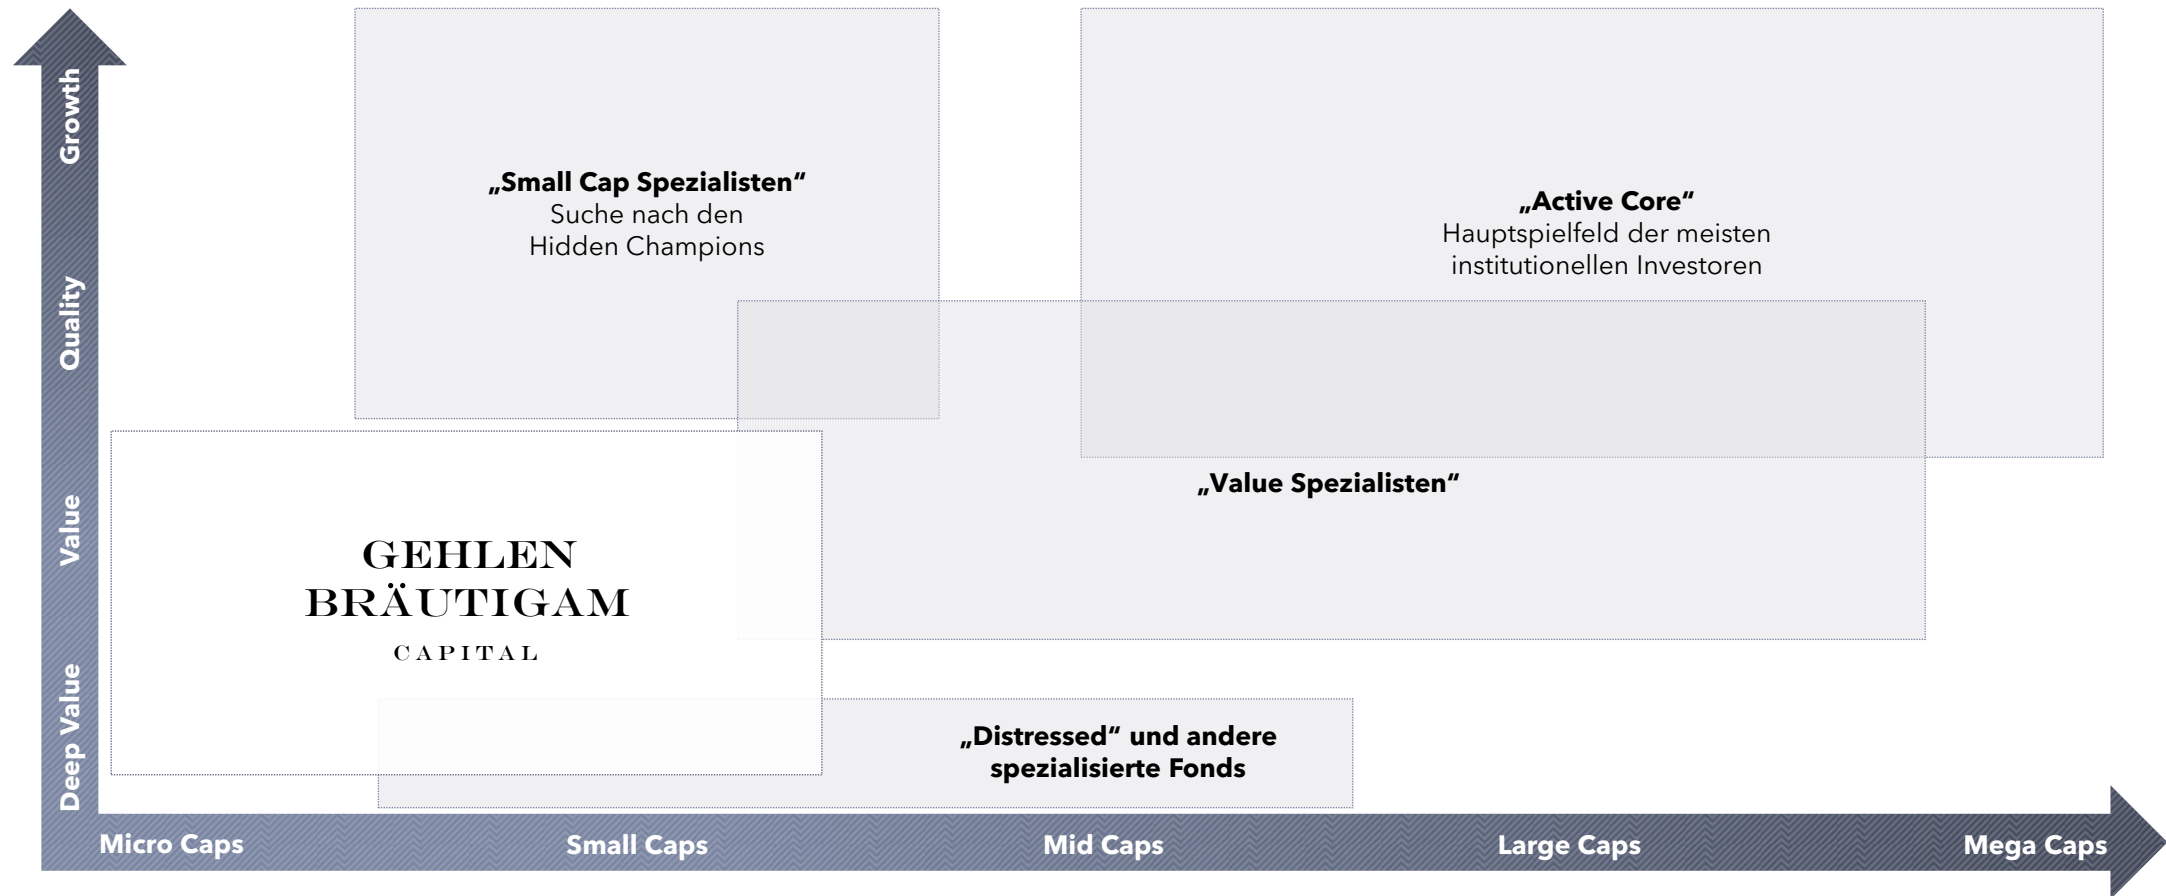 Growth
Quality
Value
Deep Value
„Small Cap Spezialisten“
Suche nach den
Hidden Champions
„Active Core“
Hauptspielfeld der meisten
institutionellen Investoren
„Value Spezialisten“
GEHLEN
BRÄUTIGAM
CAPITAL
„Distressed“ und andere
spezialisierte Fonds
Micro Caps
Small Caps
Mid Caps
Large Caps
Mega Caps